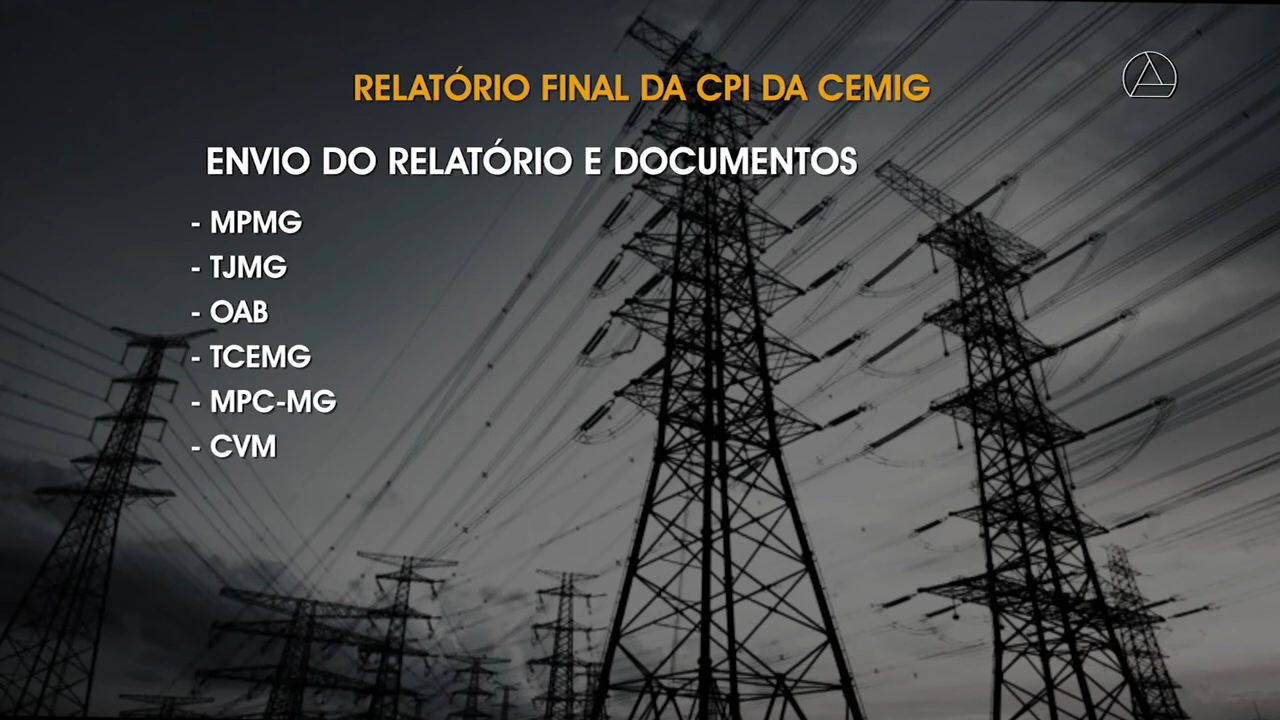 RELATÓRIO FINAL DA CPI DA CEMIG
ENVIO DO RELATÓRIO E DOCUMENTOS
- MPMG
- TJMG
- OAB
- TCEMG
- MPC-MG
- CVM